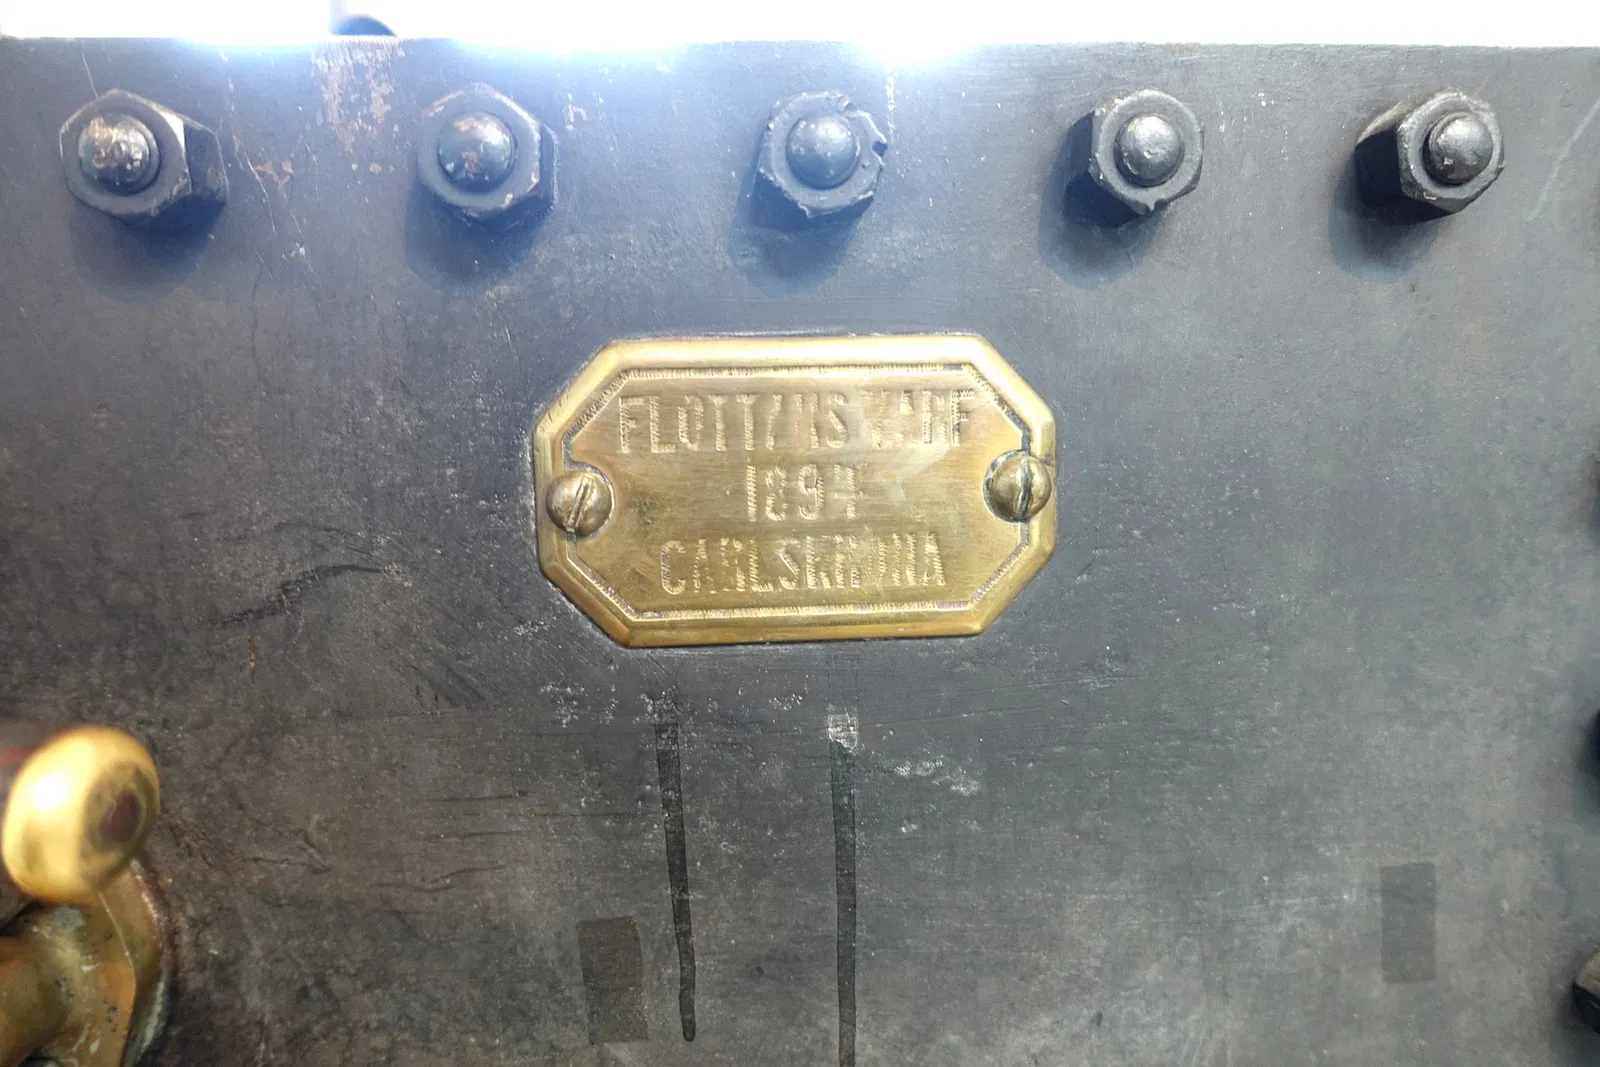 FLOTTANS VARF
1894
CARLSKRONA